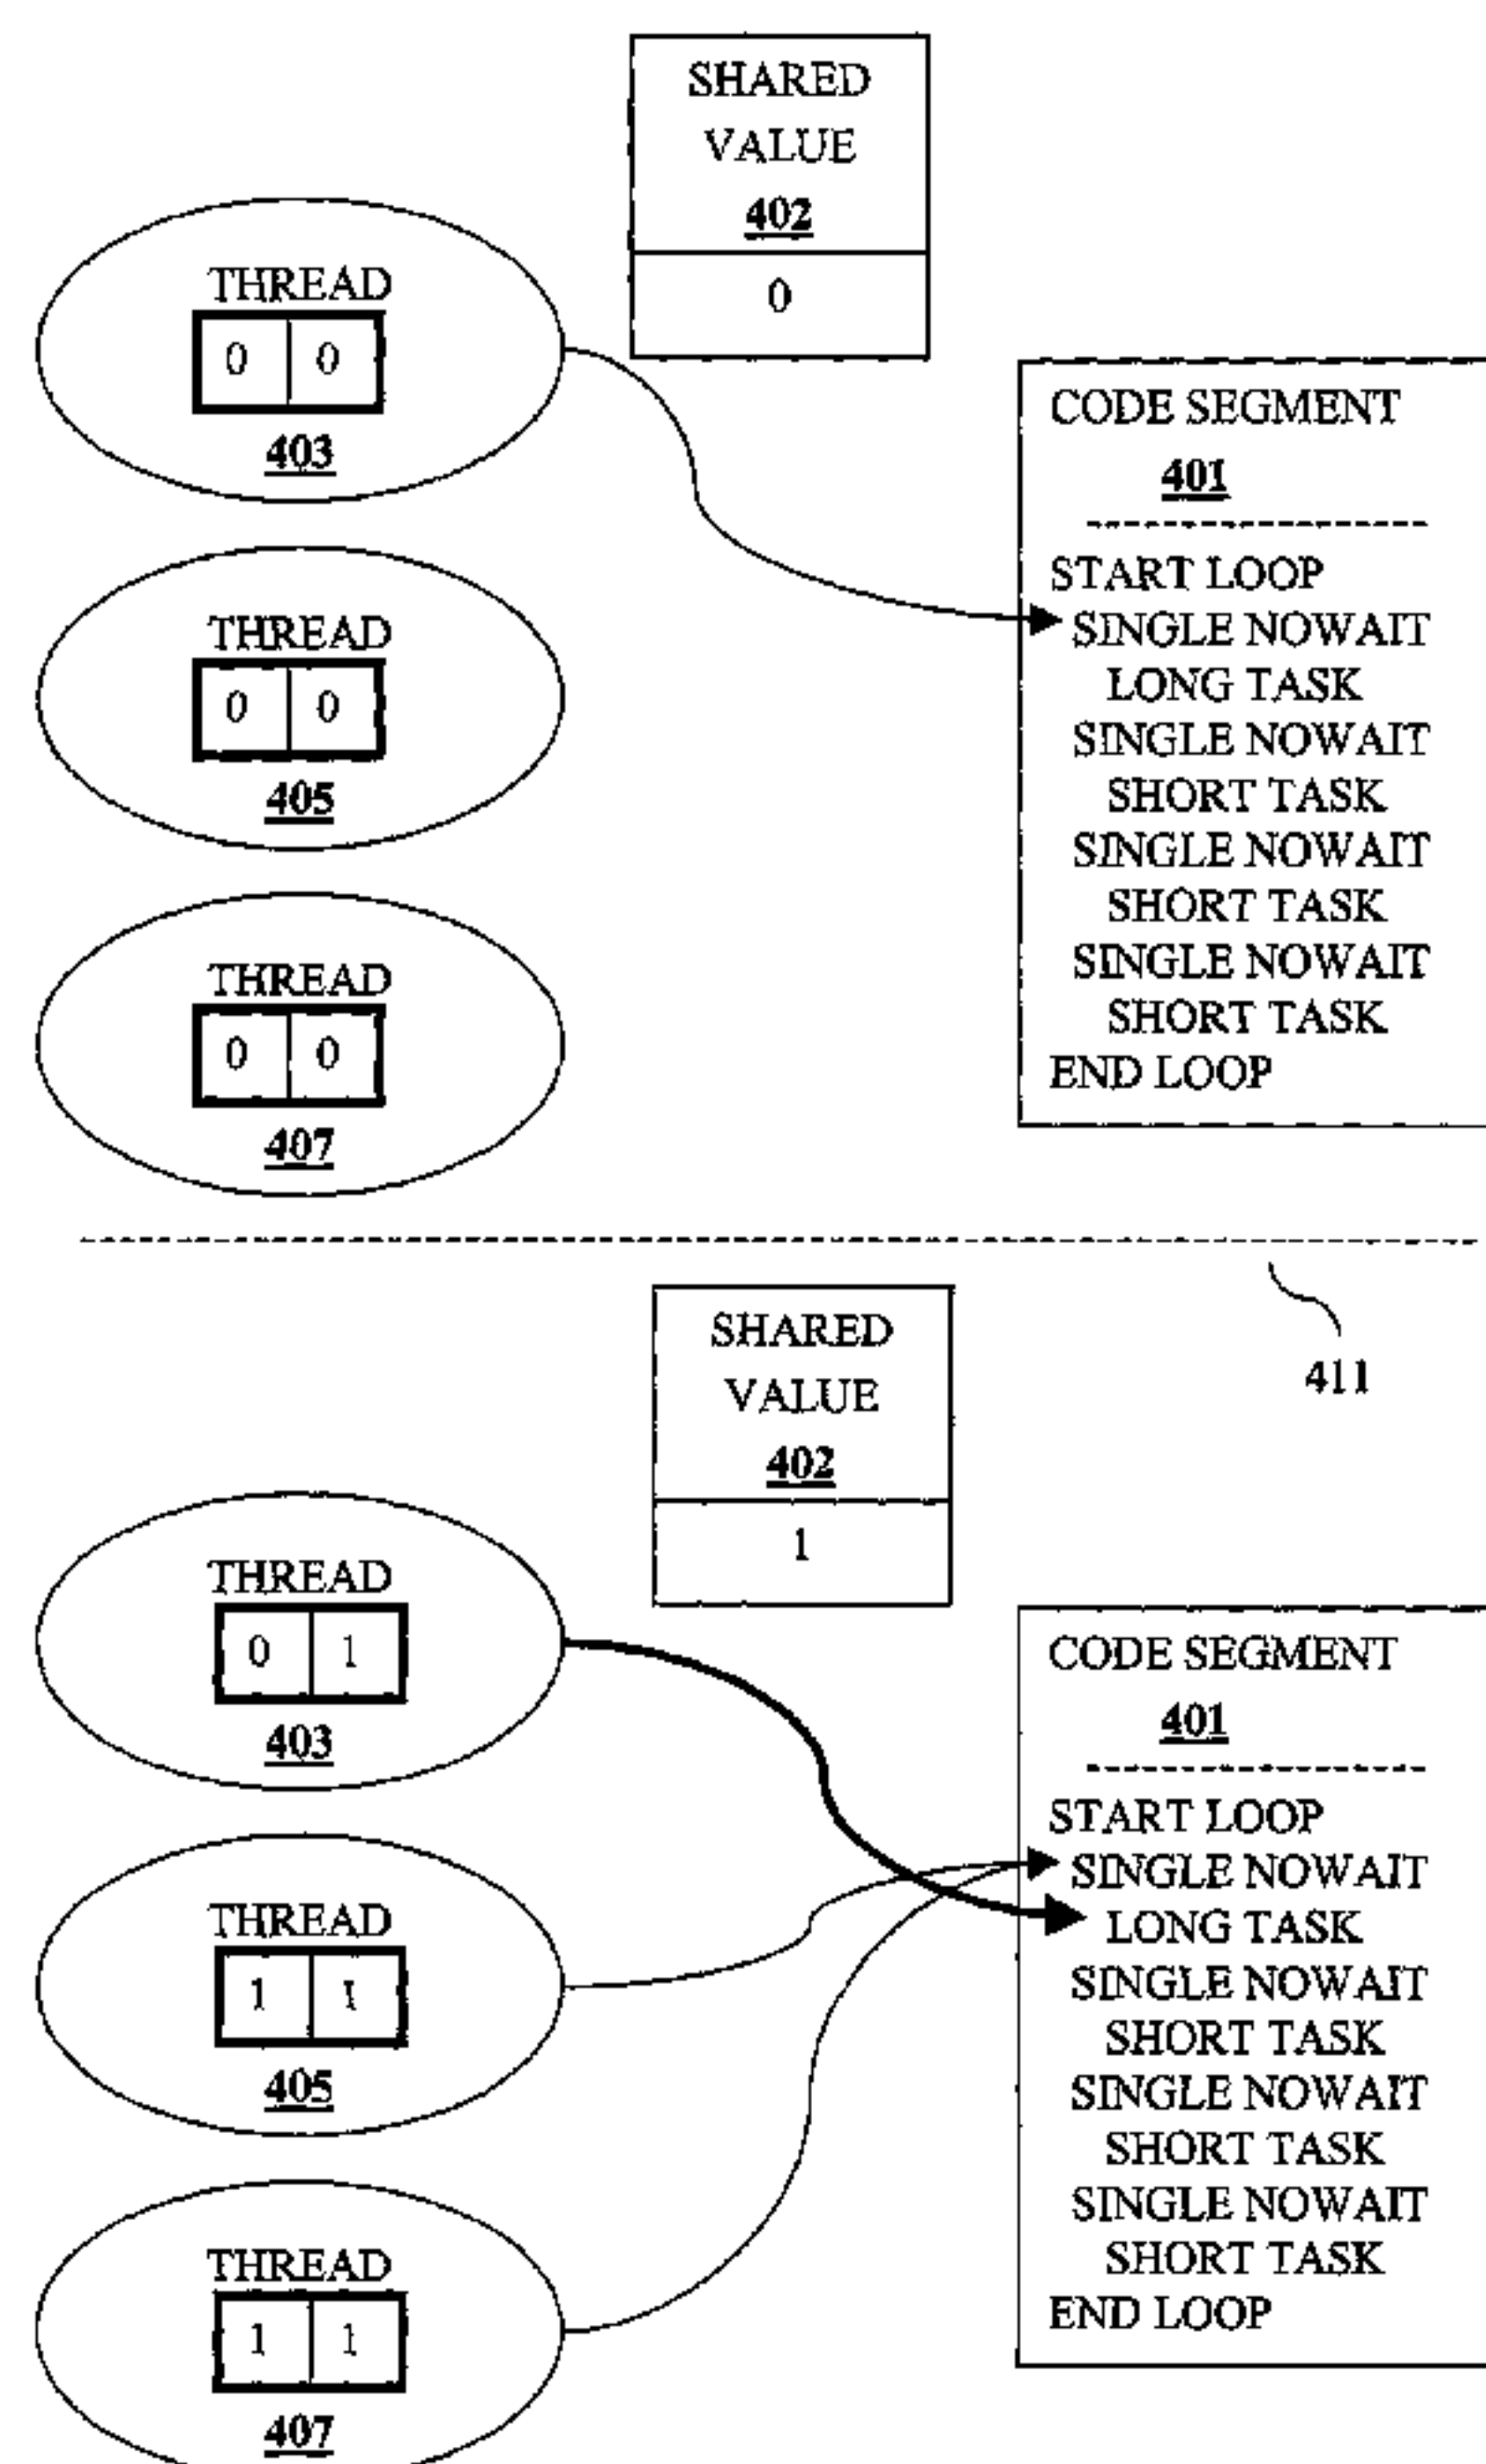 SHARED
VALUE
402
0
THREAD
0 0
403
THREAD
0 0
405
THREAD
0 0
407
CODE SEGMENT
401
START LOOP
SINGLE NOWAIT
LONG TASK
SINGLE NOWAIT
SHORT TASK
SINGLE NOWAIT
SHORT TASK
SINGLE NOWAIT
SHORT TASK
END LOOP
411
SHARED
VALUE
402
1
THREAD
0 1
403
THREAD
1 1
405
THREAD
1 1
407
CODE SEGMENT
401
START LOOP
SINGLE NOWAIT
LONG TASK
SINGLE NOWAIT
SHORT TASK
SINGLE NOWAIT
SHORT TASK
SINGLE NOWAIT
SHORT TASK
END LOOP